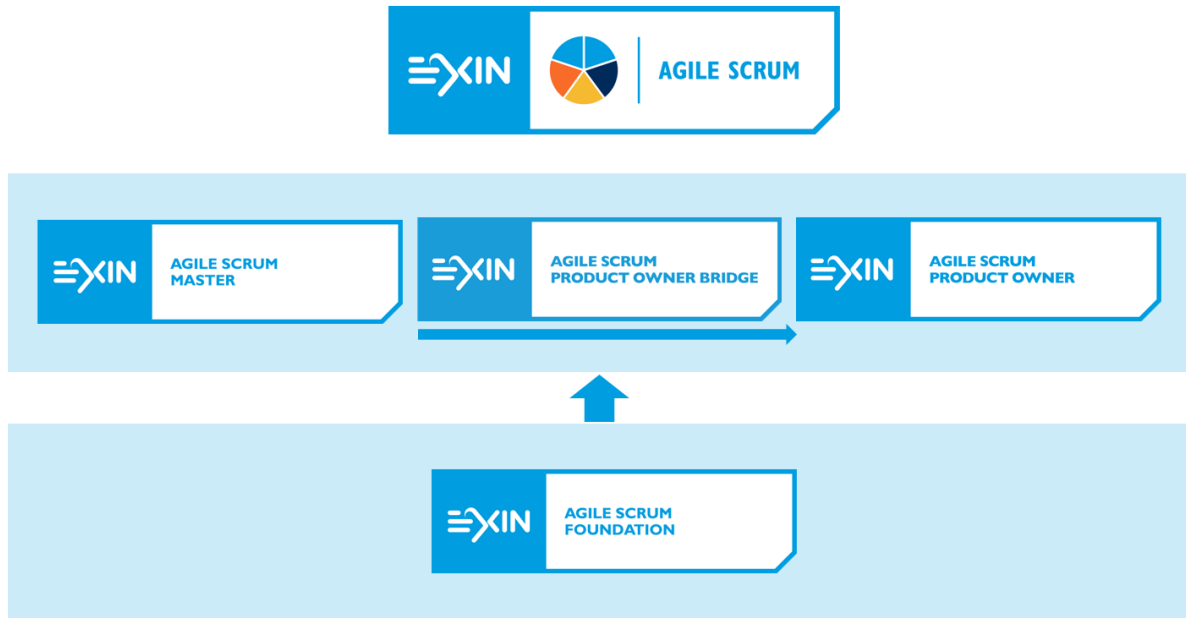 EXIN
AGILE SCRUM
EXIN
AGILE SCRUM
MASTER
EXIN
AGILE SCRUM
PRODUCT OWNER BRIDGE
EXIN
AGILE SCRUM
PRODUCT OWNER
EXIN
AGILE SCRUM
FOUNDATION